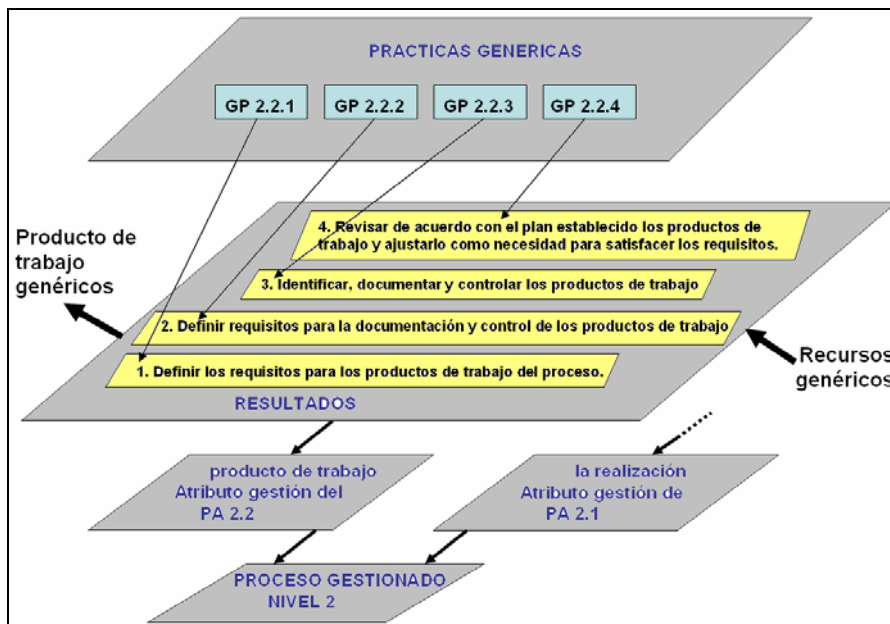 PRACTICAS GENERICAS
GP 2.2.1
GP 2.2.2
GP 2.2.3
GP 2.2.4
4. Revisar de acuerdo con el plan establecido los productos de
trabajo y ajustarlo como necesidad para satisfacer los requisitos.
Producto de
trabajo
genéricos
3. Identificar, documentar y controlar los productos de trabajo
2. Definir requisitos para la documentación y control de los productos de trabajo
1. Definir los requisitos para los productos de trabajo del proceso.
Recursos
genéricos
RESULTADOS
producto de trabajo
Atributo gestión del
PA 2.2
la realización
Atributo gestión de
PA 2.1
PROCESO GESTIONADO
NIVEL 2